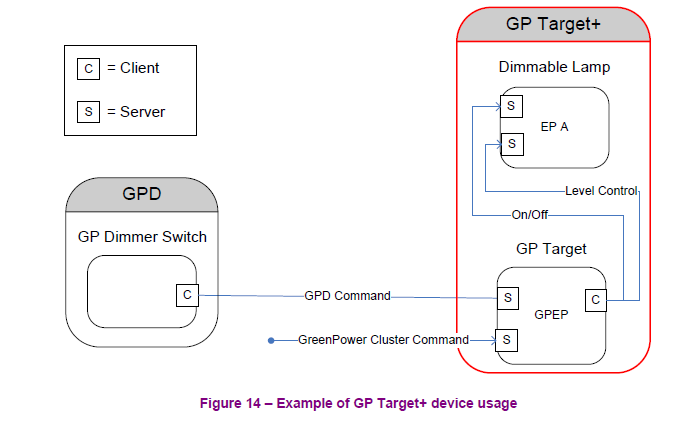 GP Target+
C = Client
S = Server
Dimmable Lamp
S
EP A
S
GPD
Level Control
On/Off
GP Dimmer Switch
GP Target
C
GPD Command
S
C
GPEP
GreenPower Cluster Command
S
Figure 14 – Example of GP Target+ device usage